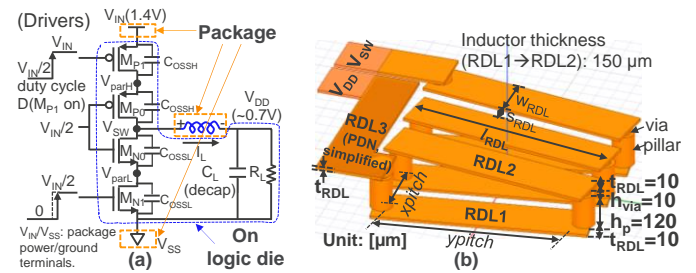 (Drivers)
V_IN(1.4V)
Package
V_IN
V_IN/2
duty cycle
D(M_P1 on)
M_P1
C_OSSH
V_parH
M_P0
C_OSSH
V_IN/2
V_SW
V_DD
(~0.7V)
M_N0
C_OSSL
I_L
C_L
(decap)
R_L
V_parL
V_IN/2
0
M_N1
C_OSSL
V_IN/V_SS: package
power/ground
terminals.
(a)
V_SS
On
logic die
Inductor thickness
(RDL1→RDL2): 150 µm
V_DD
V_SW
W_RDL
S_RDL
l_RDL
via
pillar
RDL3
(PDN,
simplified)
RDL2
t_RDL
xpitch
RDL1
ypitch
t_RDL=10
h_via=10
h_p=120
t_RDL=10
Unit: [µm]
(b)